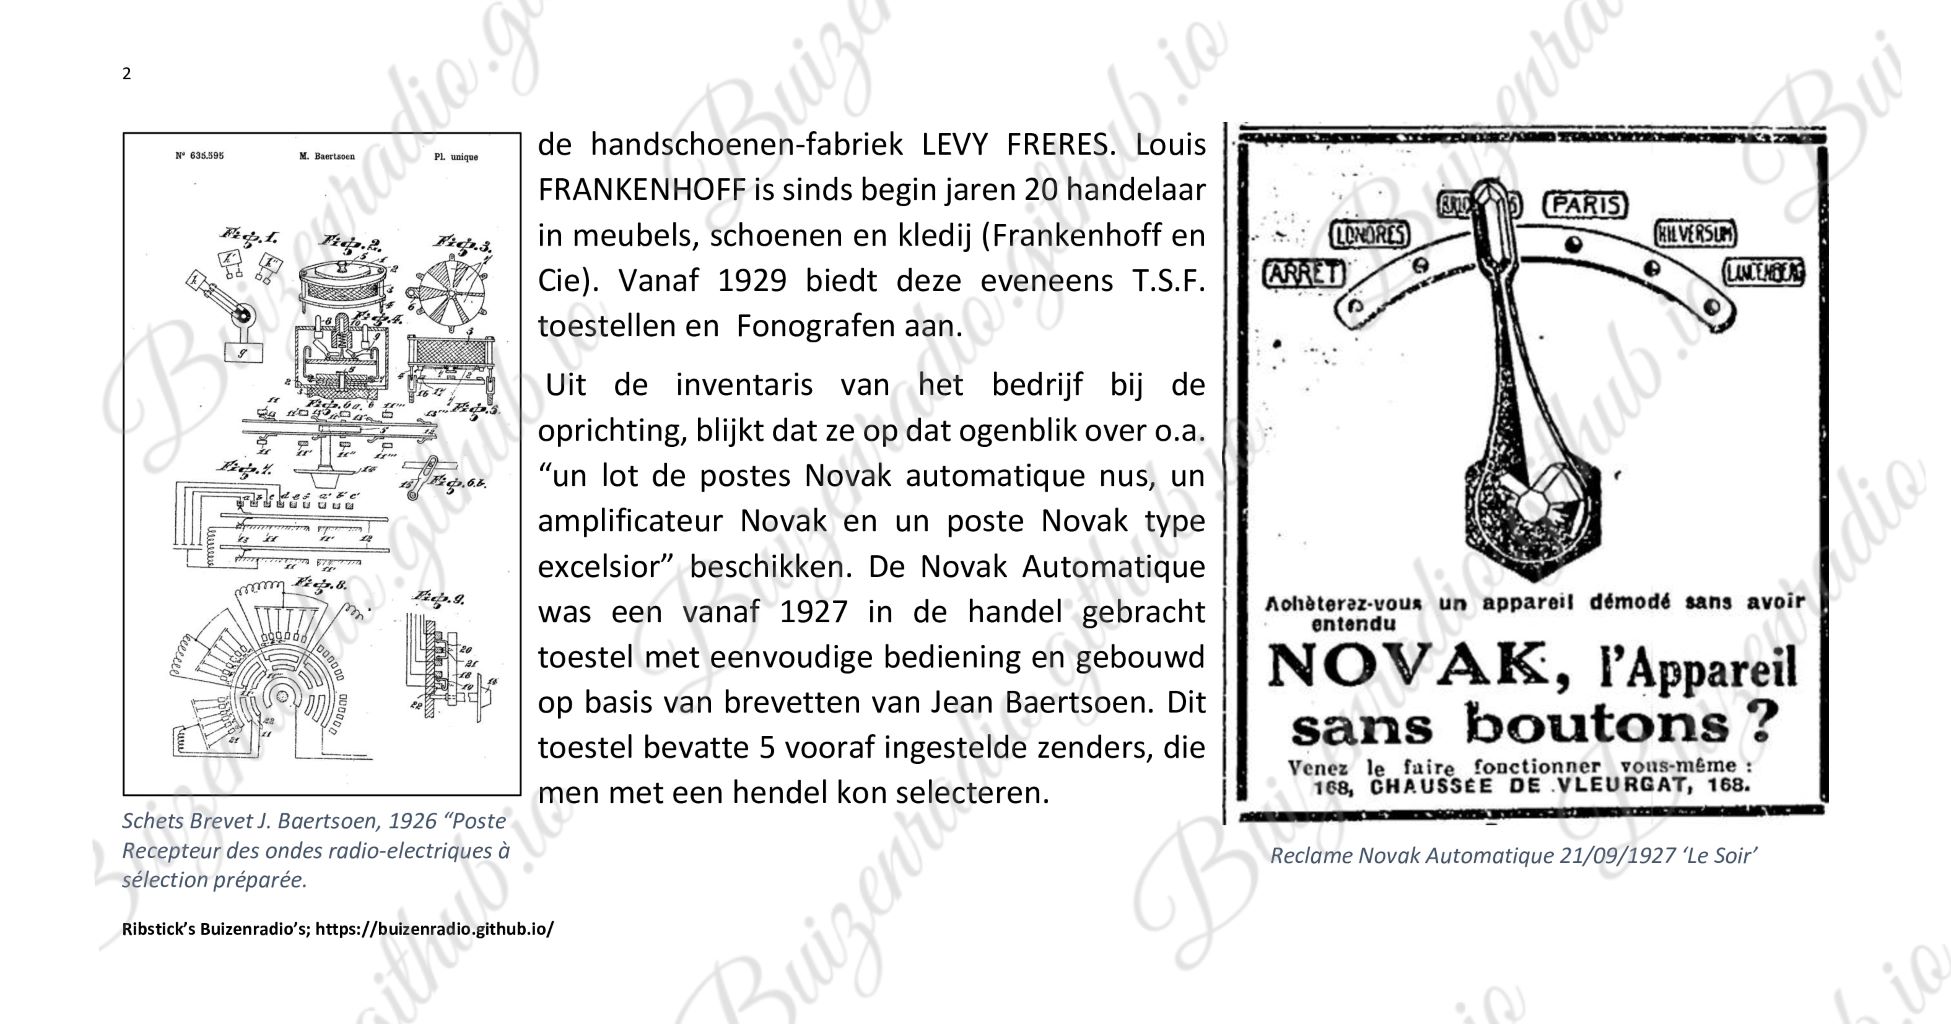 2
Nº 635.595 M. Baertsoen Pl. unique
Fig.1. Fig.2. Fig.3.
Fig.4.
Fig.5.
Fig.7.
Fig.6.b.
Fig.8.
Fig.9.
Schets Brevet J. Baertsoen, 1926 “Poste
Recepteur des ondes radio-electriques à
sélection préparée.
de handschoenen-fabriek LEVY FRERES. Louis
FRANKENHOFF is sinds begin jaren 20 handelaar
in meubels, schoenen en kledij (Frankenhoff en
Cie). Vanaf 1929 biedt deze eveneens T.S.F.
toestellen en Fonografen aan.
Uit de inventaris van het bedrijf bij de
oprichting, blijkt dat ze op dat ogenblik over o.a.
“un lot de postes Novak automatique nus, un
amplificateur Novak en un poste Novak type
excelsior” beschikken. De Novak Automatique
was een vanaf 1927 in de handel gebracht
toestel met eenvoudige bediening en gebouwd
op basis van brevetten van Jean Baertsoen. Dit
toestel bevatte 5 vooraf ingestelde zenders, die
men met een hendel kon selecteren.
ARRET
LONDRES
PARIS
HILVERSUM
Achèterez-vous un appareil démodé sans avoir
entendu
NOVAK, l'Appareil
sans boutons ?
Venez le faire fonctionner vous-même :
168, CHAUSSÉE DE VLEURGAT, 168.
Reclame Novak Automatique 21/09/1927 ‘Le Soir’
Ribstick’s Buizenradio’s; https://buizenradio.github.io/
Buizenradio.github.io